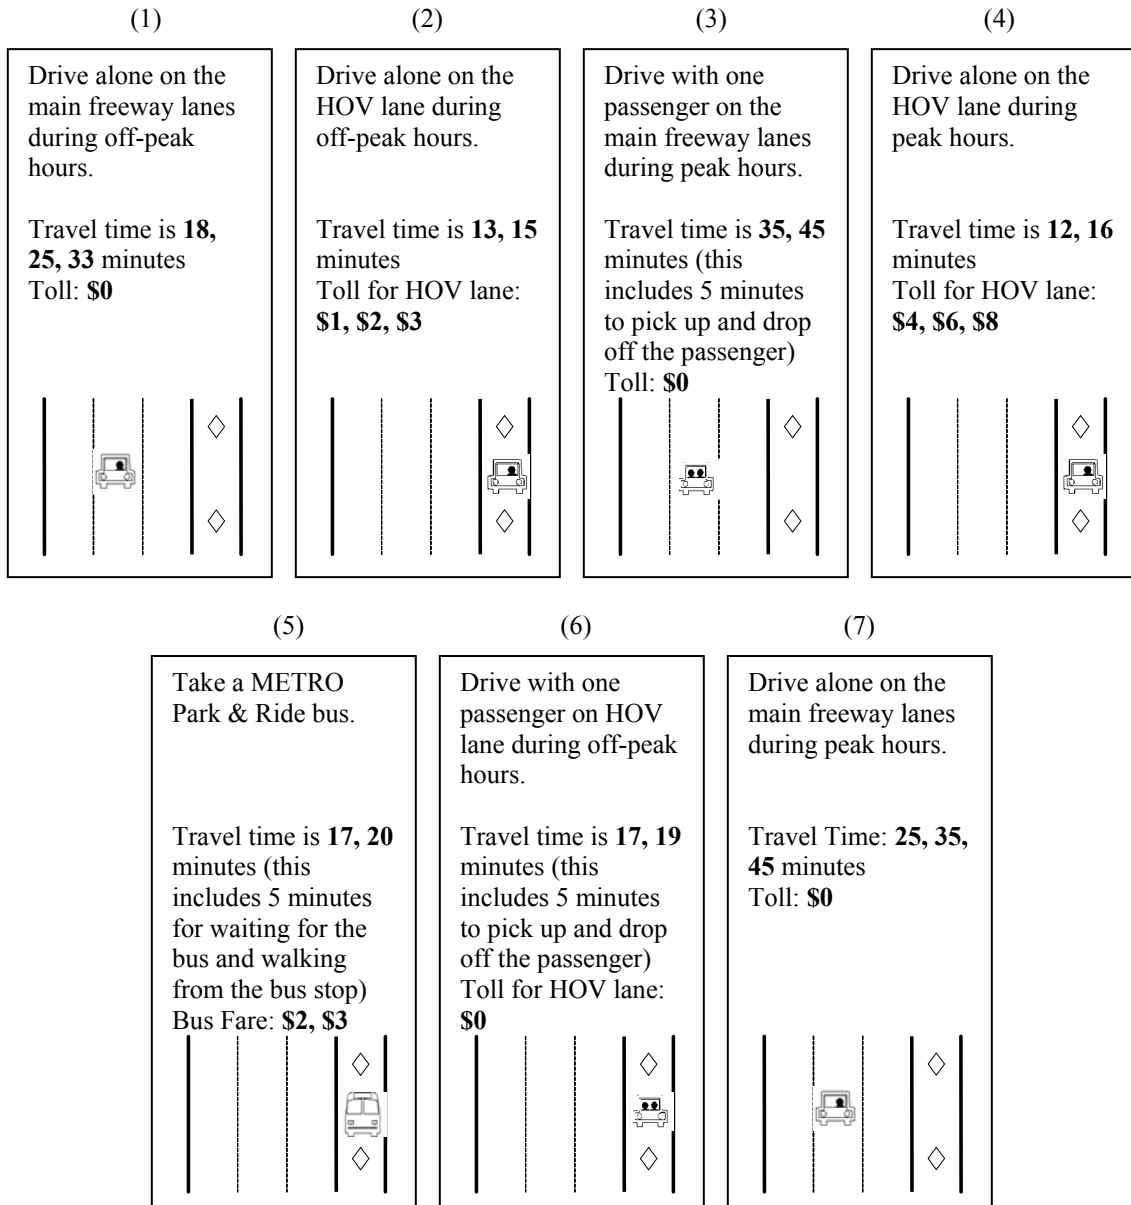 (1)
Drive alone on the
main freeway lanes
during off-peak
hours.
Travel time is 18,
25, 33 minutes
Toll: $0
(2)
Drive alone on the
HOV lane during
off-peak hours.
Travel time is 13, 15
minutes
Toll for HOV lane:
$1, $2, $3
(3)
Drive with one
passenger on the
main freeway lanes
during peak hours.
Travel time is 35, 45
minutes (this
includes 5 minutes
to pick up and drop
off the passenger)
Toll: $0
(4)
Drive alone on the
HOV lane during
peak hours.
Travel time is 12, 16
minutes
Toll for HOV lane:
$4, $6, $8
(5)
Take a METRO
Park & Ride bus.
Travel time is 17, 20
minutes (this
includes 5 minutes
for waiting for the
bus and walking
from the bus stop)
Bus Fare: $2, $3
(6)
Drive with one
passenger on HOV
lane during off-peak
hours.
Travel time is 17, 19
minutes (this
includes 5 minutes
to pick up and drop
off the passenger)
Toll for HOV lane:
$0
(7)
Drive alone on the
main freeway lanes
during peak hours.
Travel Time: 25, 35,
45 minutes
Toll: $0